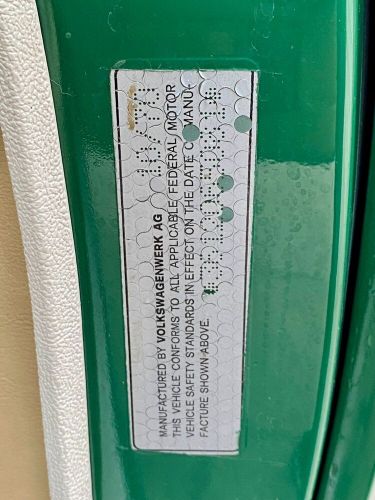 MANUFACTURED BY VOLKSWAGENWERK AG
THIS VEHICLE CONFORMS TO ALL APPLICABLE FEDERAL MOTOR
VEHICLE SAFETY STANDARDS IN EFFECT ON THE DATE OF MANU-
FACTURE SHOWN ABOVE.